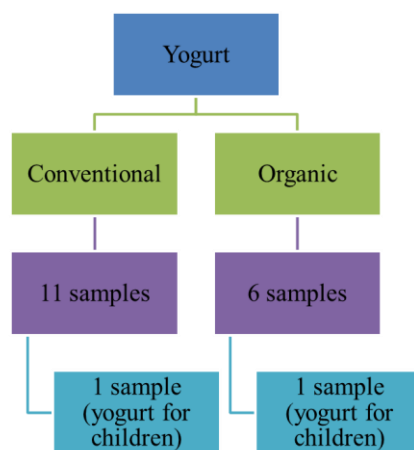 Yogurt
Conventional
Organic
11 samples
6 samples
1 sample
(yogurt for
children)
1 sample
(yogurt for
children)